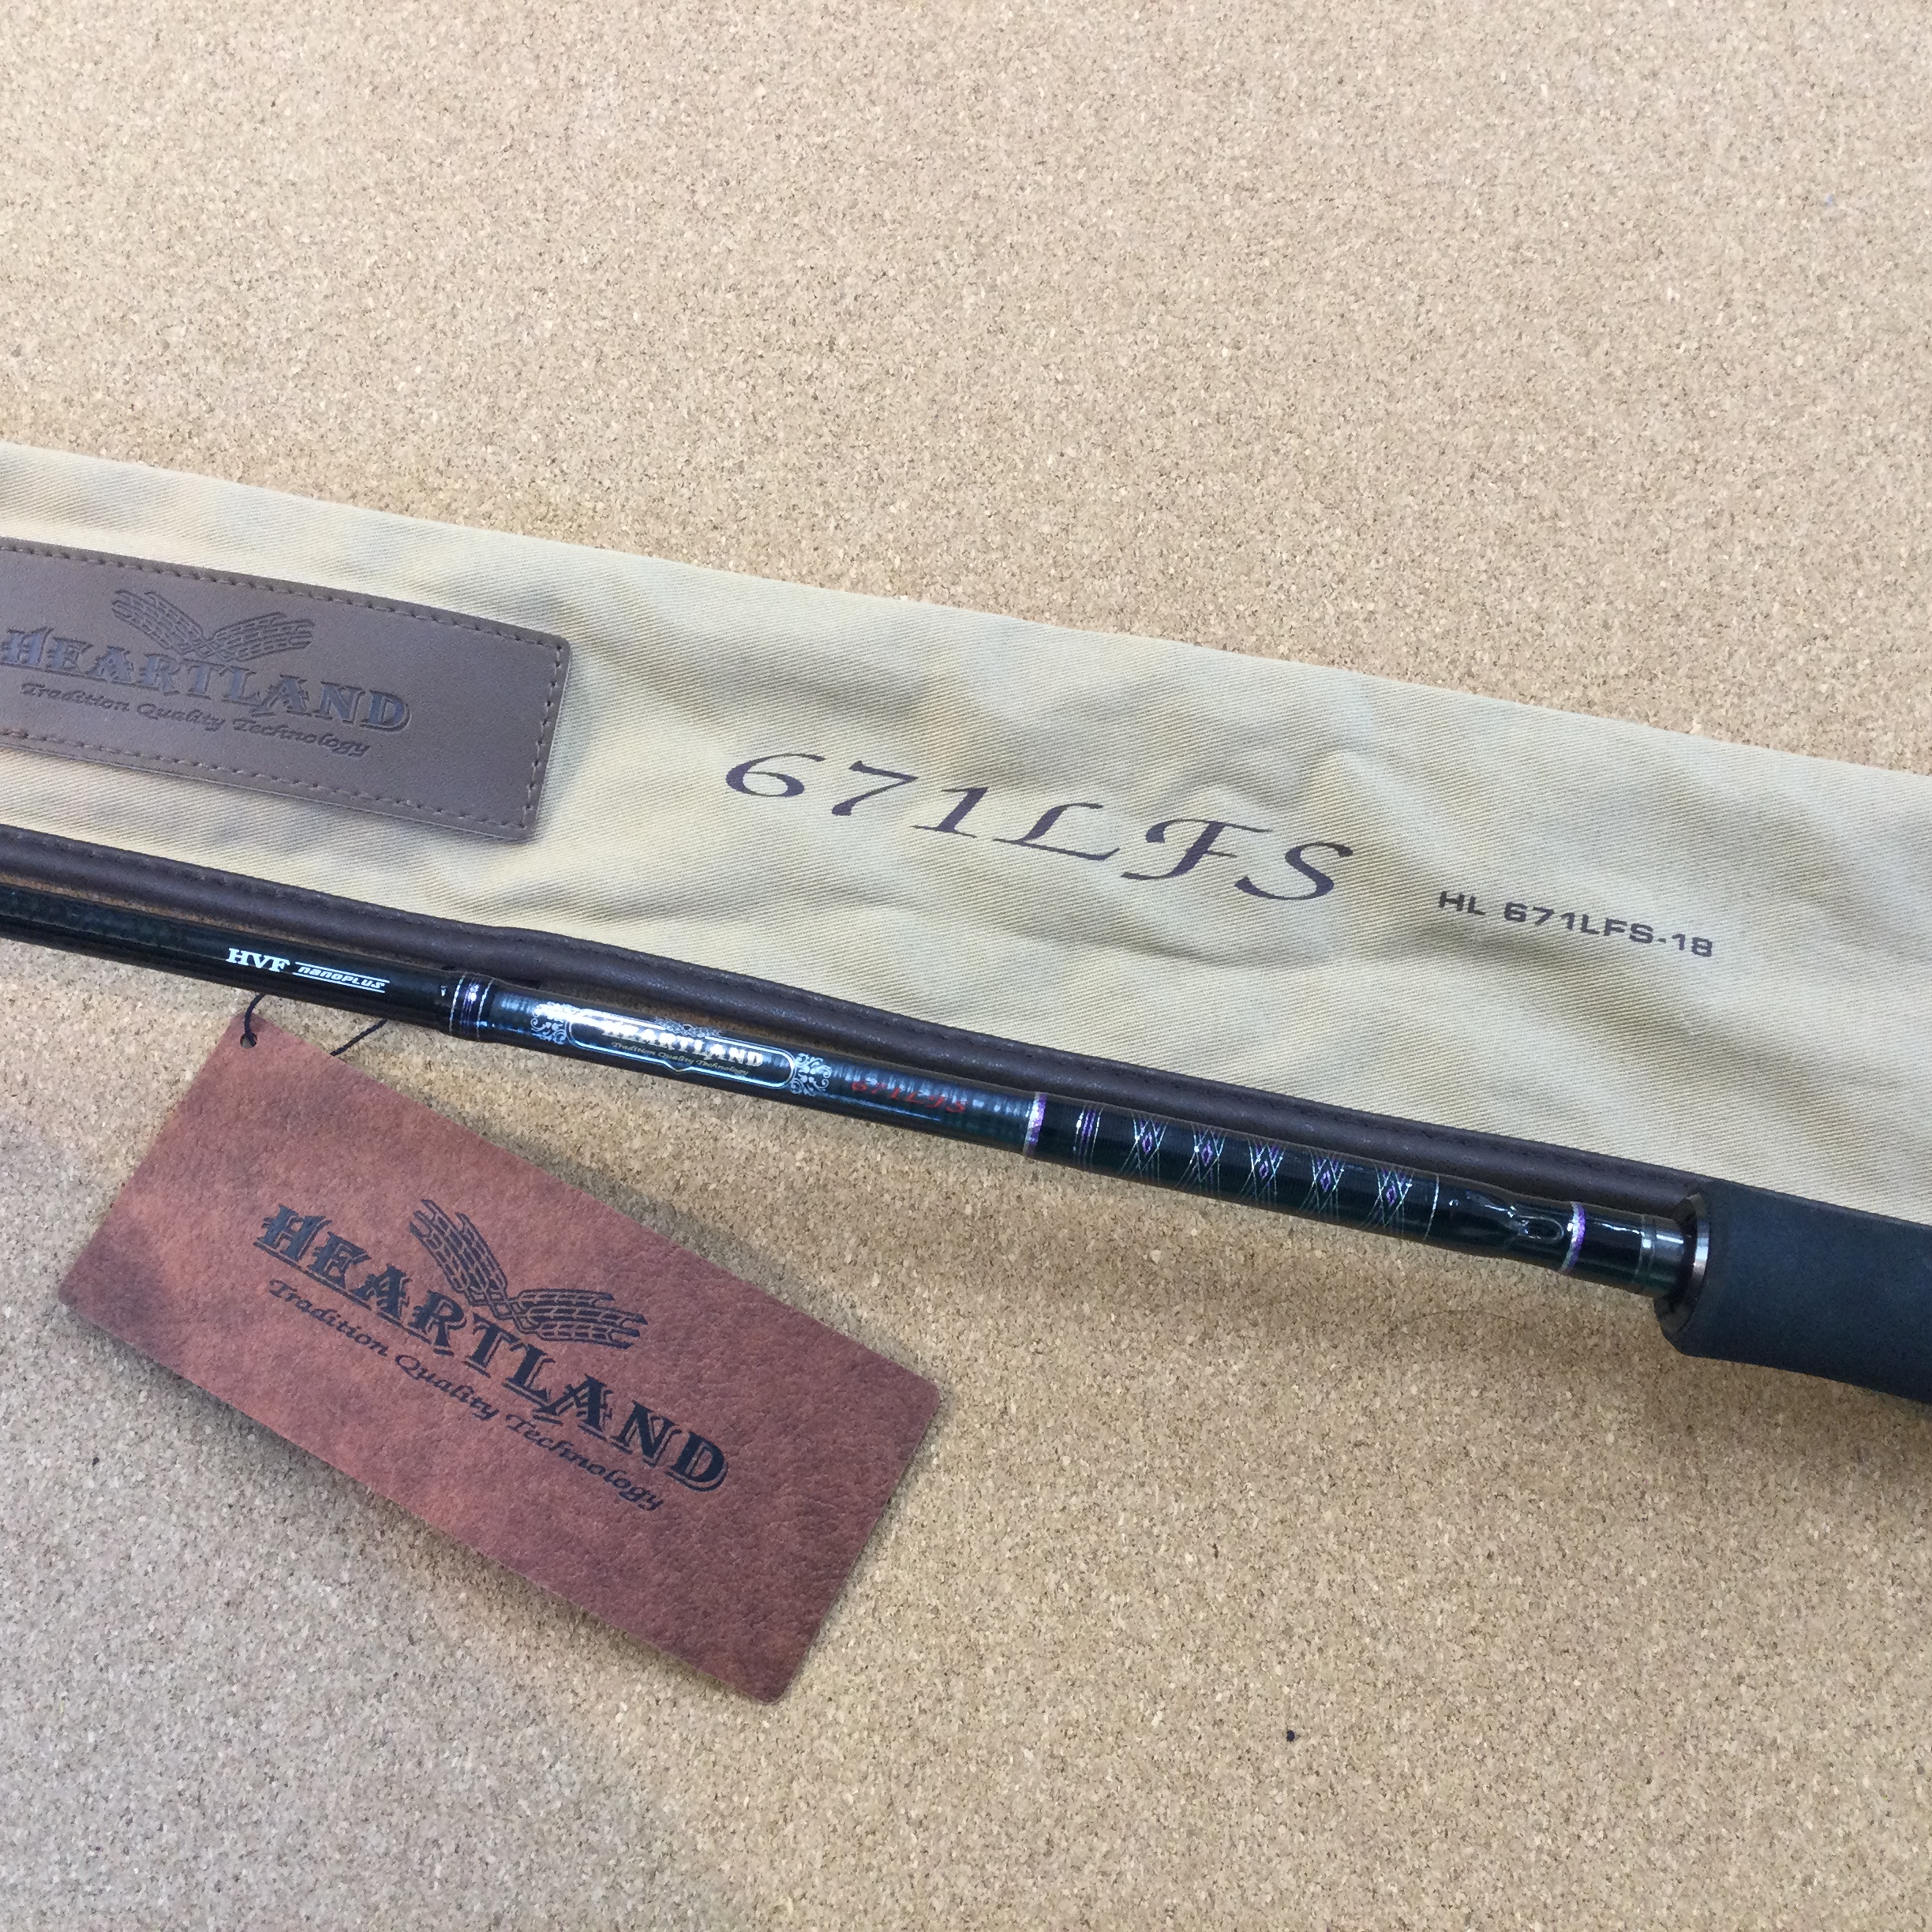 HEARTLAND
Tradition Quality Technology
671LFS
HL 671LFS-18
HVF nanoPLUS
HEARTLAND
Tradition Quality Technology
671LFS
HEARTLAND
Tradition Quality Technology